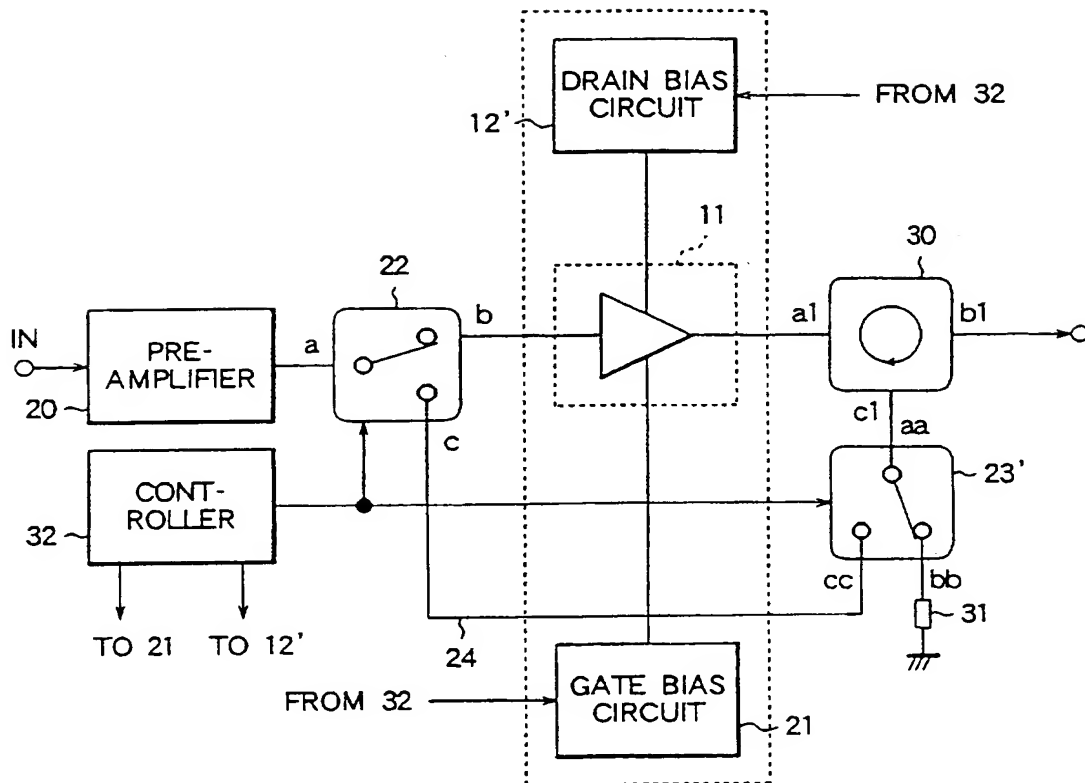 DRAIN BIAS
CIRCUIT
12'
FROM 32
11
22
30
IN
PRE-
AMPLIFIER
a
b
a1
b1
20
c
c1
aa
CONT-
ROLLER
23'
32
cc
bb
31
TO 21
TO 12'
24
FROM 32
GATE BIAS
CIRCUIT
21